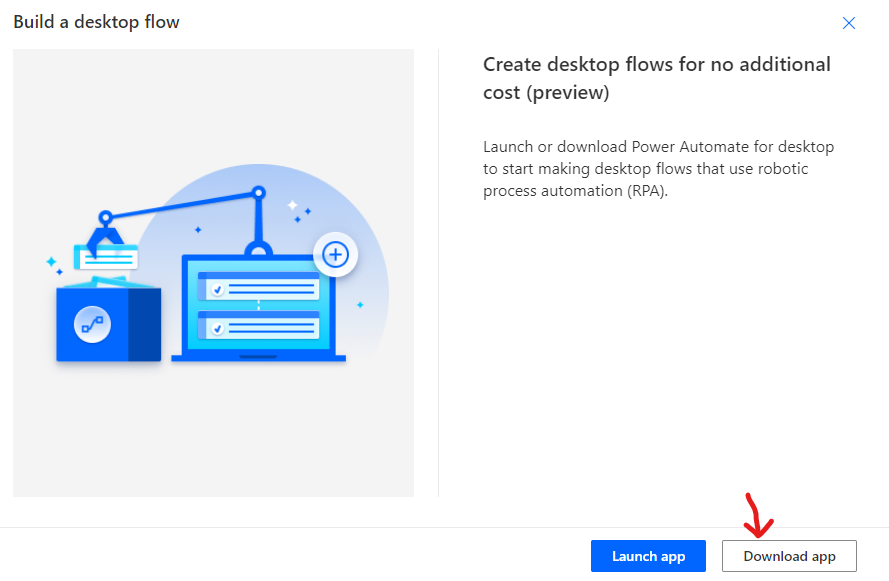 Build a desktop flow
Create desktop flows for no additional
cost (preview)
Launch or download Power Automate for desktop
to start making desktop flows that use robotic
process automation (RPA).
Launch app
Download app